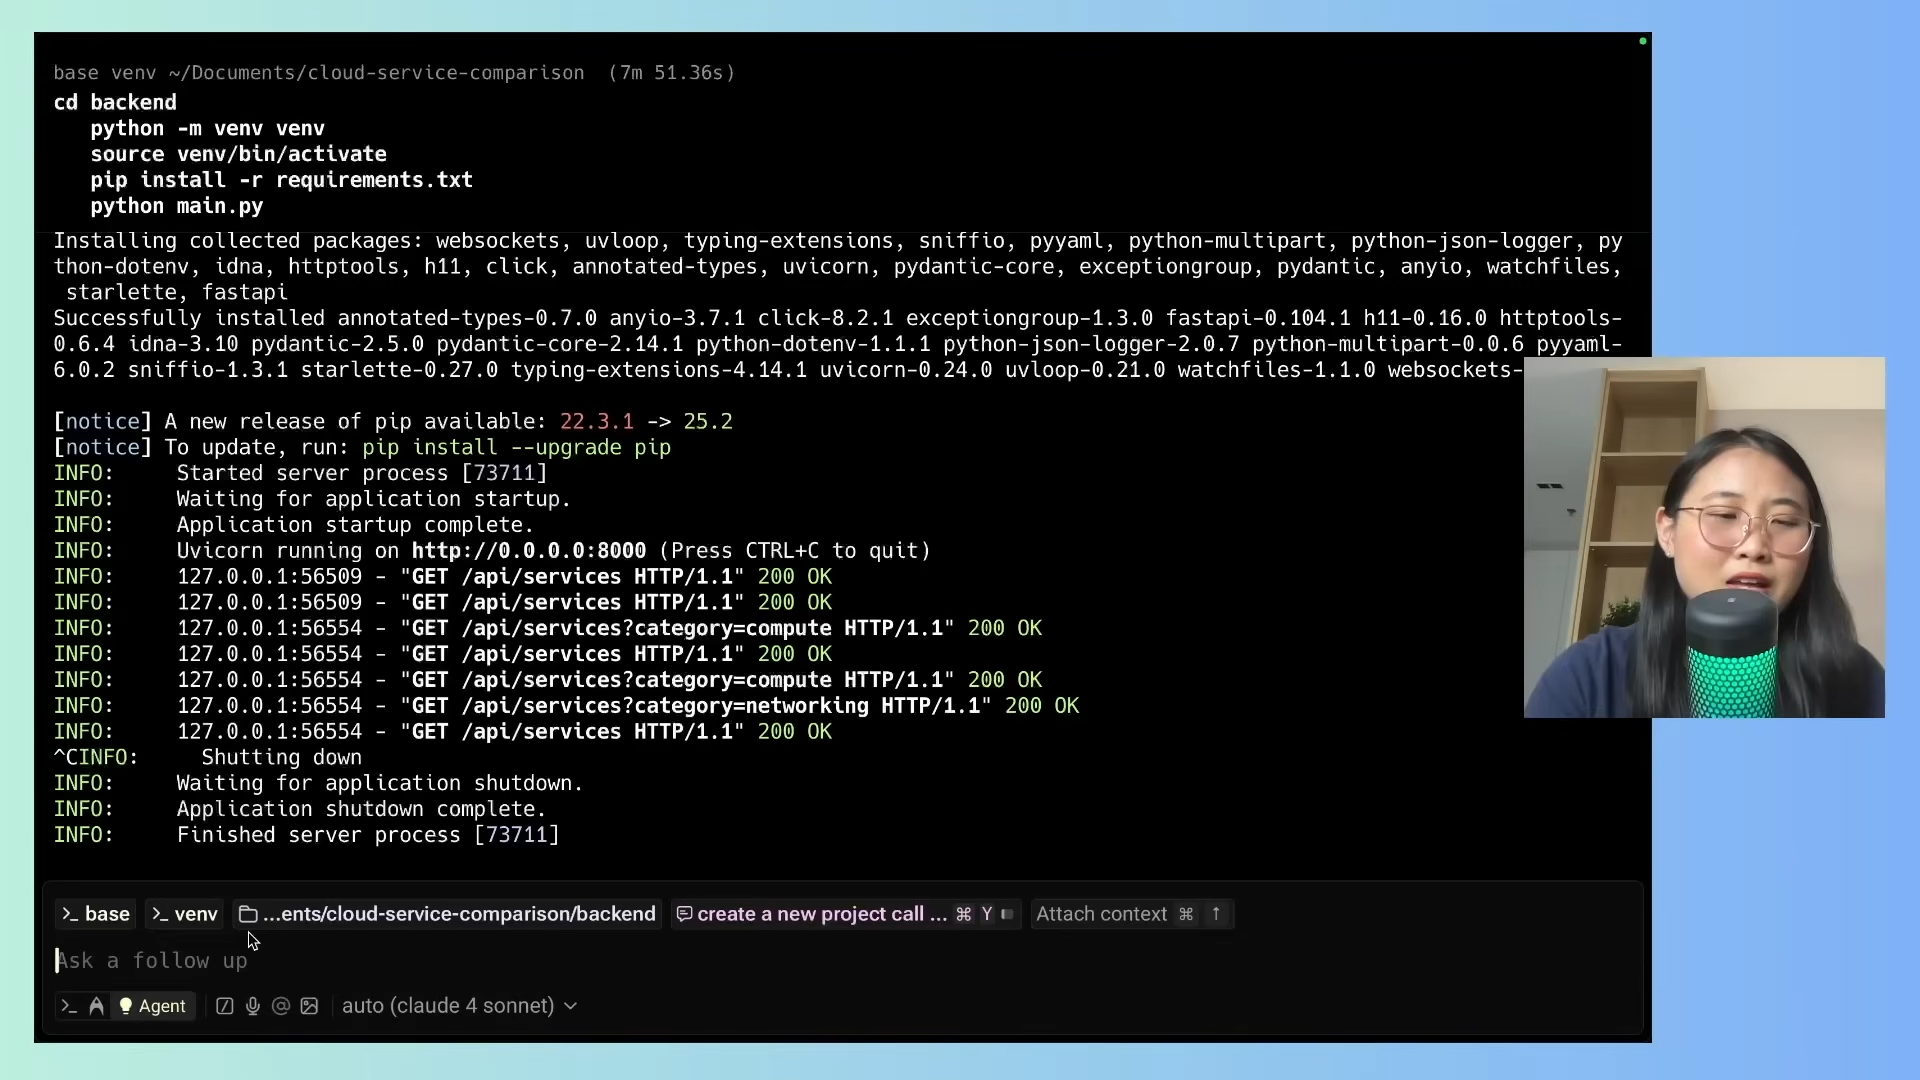 base venv ~/Documents/cloud-service-comparison (7m 51.36s)
cd backend
python -m venv venv
source venv/bin/activate
pip install -r requirements.txt
python main.py
Installing collected packages: websockets, uvloop, typing-extensions, sniffio, pyyaml, python-multipart, python-json-logger, py
thon-dotenv, idna, httptools, h11, click, annotated-types, uvicorn, pydantic-core, exceptiongroup, pydantic, anyio, watchfiles,
starlette, fastapi
Successfully installed annotated-types-0.7.0 anyio-3.7.1 click-8.2.1 exceptiongroup-1.3.0 fastapi-0.104.1 h11-0.16.0 httptools-
0.6.4 idna-3.10 pydantic-2.5.0 pydantic-core-2.14.1 python-dotenv-1.1.1 python-json-logger-2.0.7 python-multipart-0.0.6 pyyaml-
6.0.2 sniffio-1.3.1 starlette-0.27.0 typing-extensions-4.14.1 uvicorn-0.24.0 uvloop-0.21.0 watchfiles-1.1.0 websockets-
[notice] A new release of pip available: 22.3.1 -> 25.2
[notice] To update, run: pip install --upgrade pip
INFO: Started server process [73711]
INFO: Waiting for application startup.
INFO: Application startup complete.
INFO: Uvicorn running on http://0.0.0.0:8000 (Press CTRL+C to quit)
INFO: 127.0.0.1:56509 - "GET /api/services HTTP/1.1" 200 OK
INFO: 127.0.0.1:56509 - "GET /api/services HTTP/1.1" 200 OK
INFO: 127.0.0.1:56554 - "GET /api/services?category=compute HTTP/1.1" 200 OK
INFO: 127.0.0.1:56554 - "GET /api/services HTTP/1.1" 200 OK
INFO: 127.0.0.1:56554 - "GET /api/services?category=compute HTTP/1.1" 200 OK
INFO: 127.0.0.1:56554 - "GET /api/services?category=networking HTTP/1.1" 200 OK
INFO: 127.0.0.1:56554 - "GET /api/services HTTP/1.1" 200 OK
^CINFO: Shutting down
INFO: Waiting for application shutdown.
INFO: Application shutdown complete.
INFO: Finished server process [73711]
>_ base >_ venv ...ents/cloud-service-comparison/backend create a new project call ... ⌘ Y Attach context ⌘ ↑
Ask a follow up
>_ Agent @ auto (claude 4 sonnet)